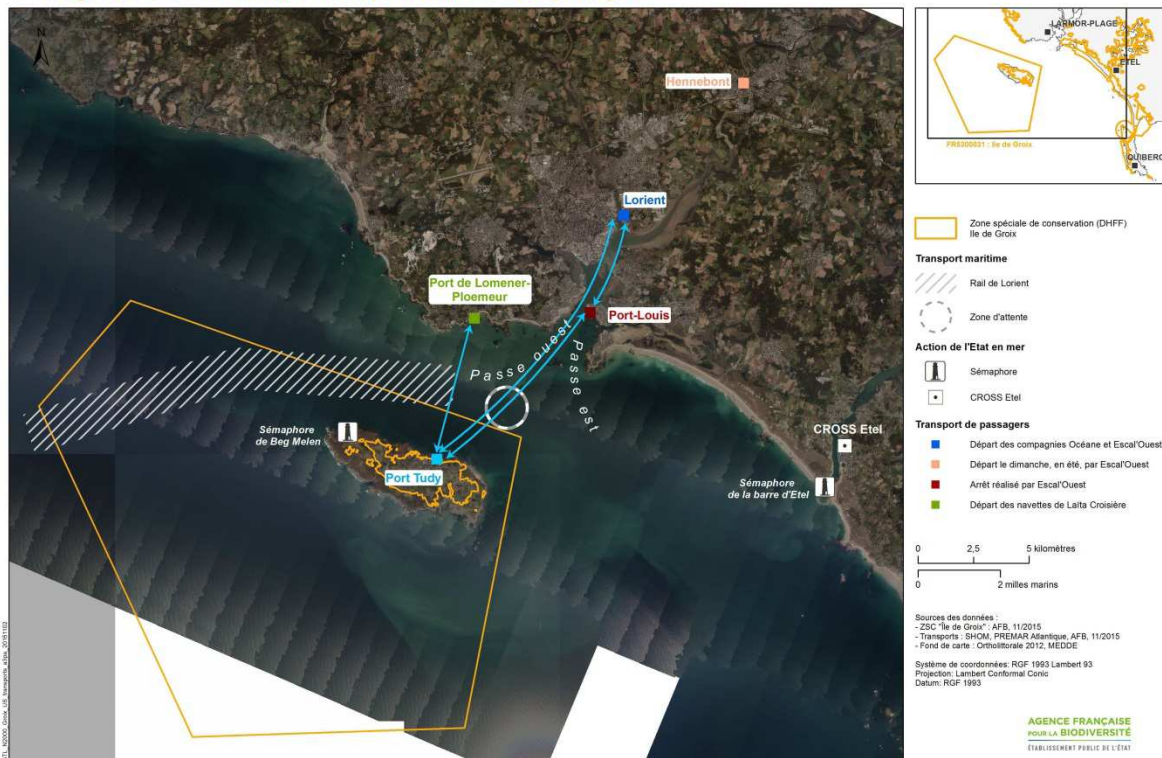 N
Hennebont
Lorient
Port de Lomener-
Ploemeur
Port-Louis
Passe ouest
Passe est
Sémaphore
de Beg Melen
Port Tudy
CROSS Etel
Sémaphore
de la barre d'Etel
LARMOR-PLAGE
ETEL
FR5300031 : Ile de Groix
QUIBERO
Zone spéciale de conservation (DHFF)
Ile de Groix
Transport maritime
Rail de Lorient
Zone d'attente
Action de l'Etat en mer
Sémaphore
CROSS Etel
Transport de passagers
Départ des compagnies Océane et Escal'Ouest
Départ le dimanche, en été, par Escal'Ouest
Arrêt réalisé par Escal'Ouest
Départ des navettes de Laïta Croisière
0 2,5 5 kilomètres
0 2 milles marins
Sources des données :
- ZSC "Île de Groix" : AFB, 11/2015
- Transports : SHOM, PREMAR Atlantique, AFB, 11/2015
- Fond de carte : Ortholittorale 2012, MEDDE
Système de coordonnées: RGF 1993 Lambert 93
Projection: Lambert Conformal Conic
Datum: RGF 1993
AGENCE FRANÇAISE
POUR LA BIODIVERSITÉ
ÉTABLISSEMENT PUBLIC DE L'ÉTAT